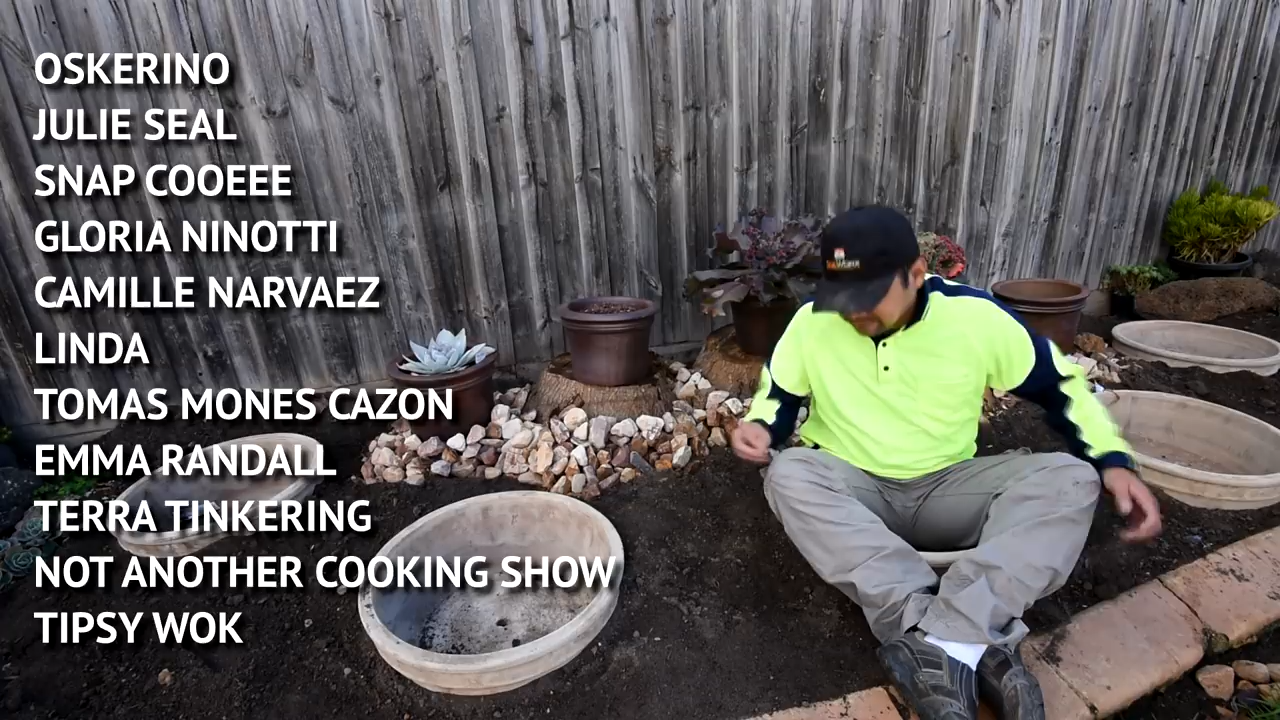 OSKERINO
JULIE SEAL
SNAP COOEEE
GLORIA NINOTTI
CAMILLE NARVAEZ
LINDA
TOMAS MONES CAZON
EMMA RANDALL
TERRA TINKERING
NOT ANOTHER COOKING SHOW
TIPSY WOK